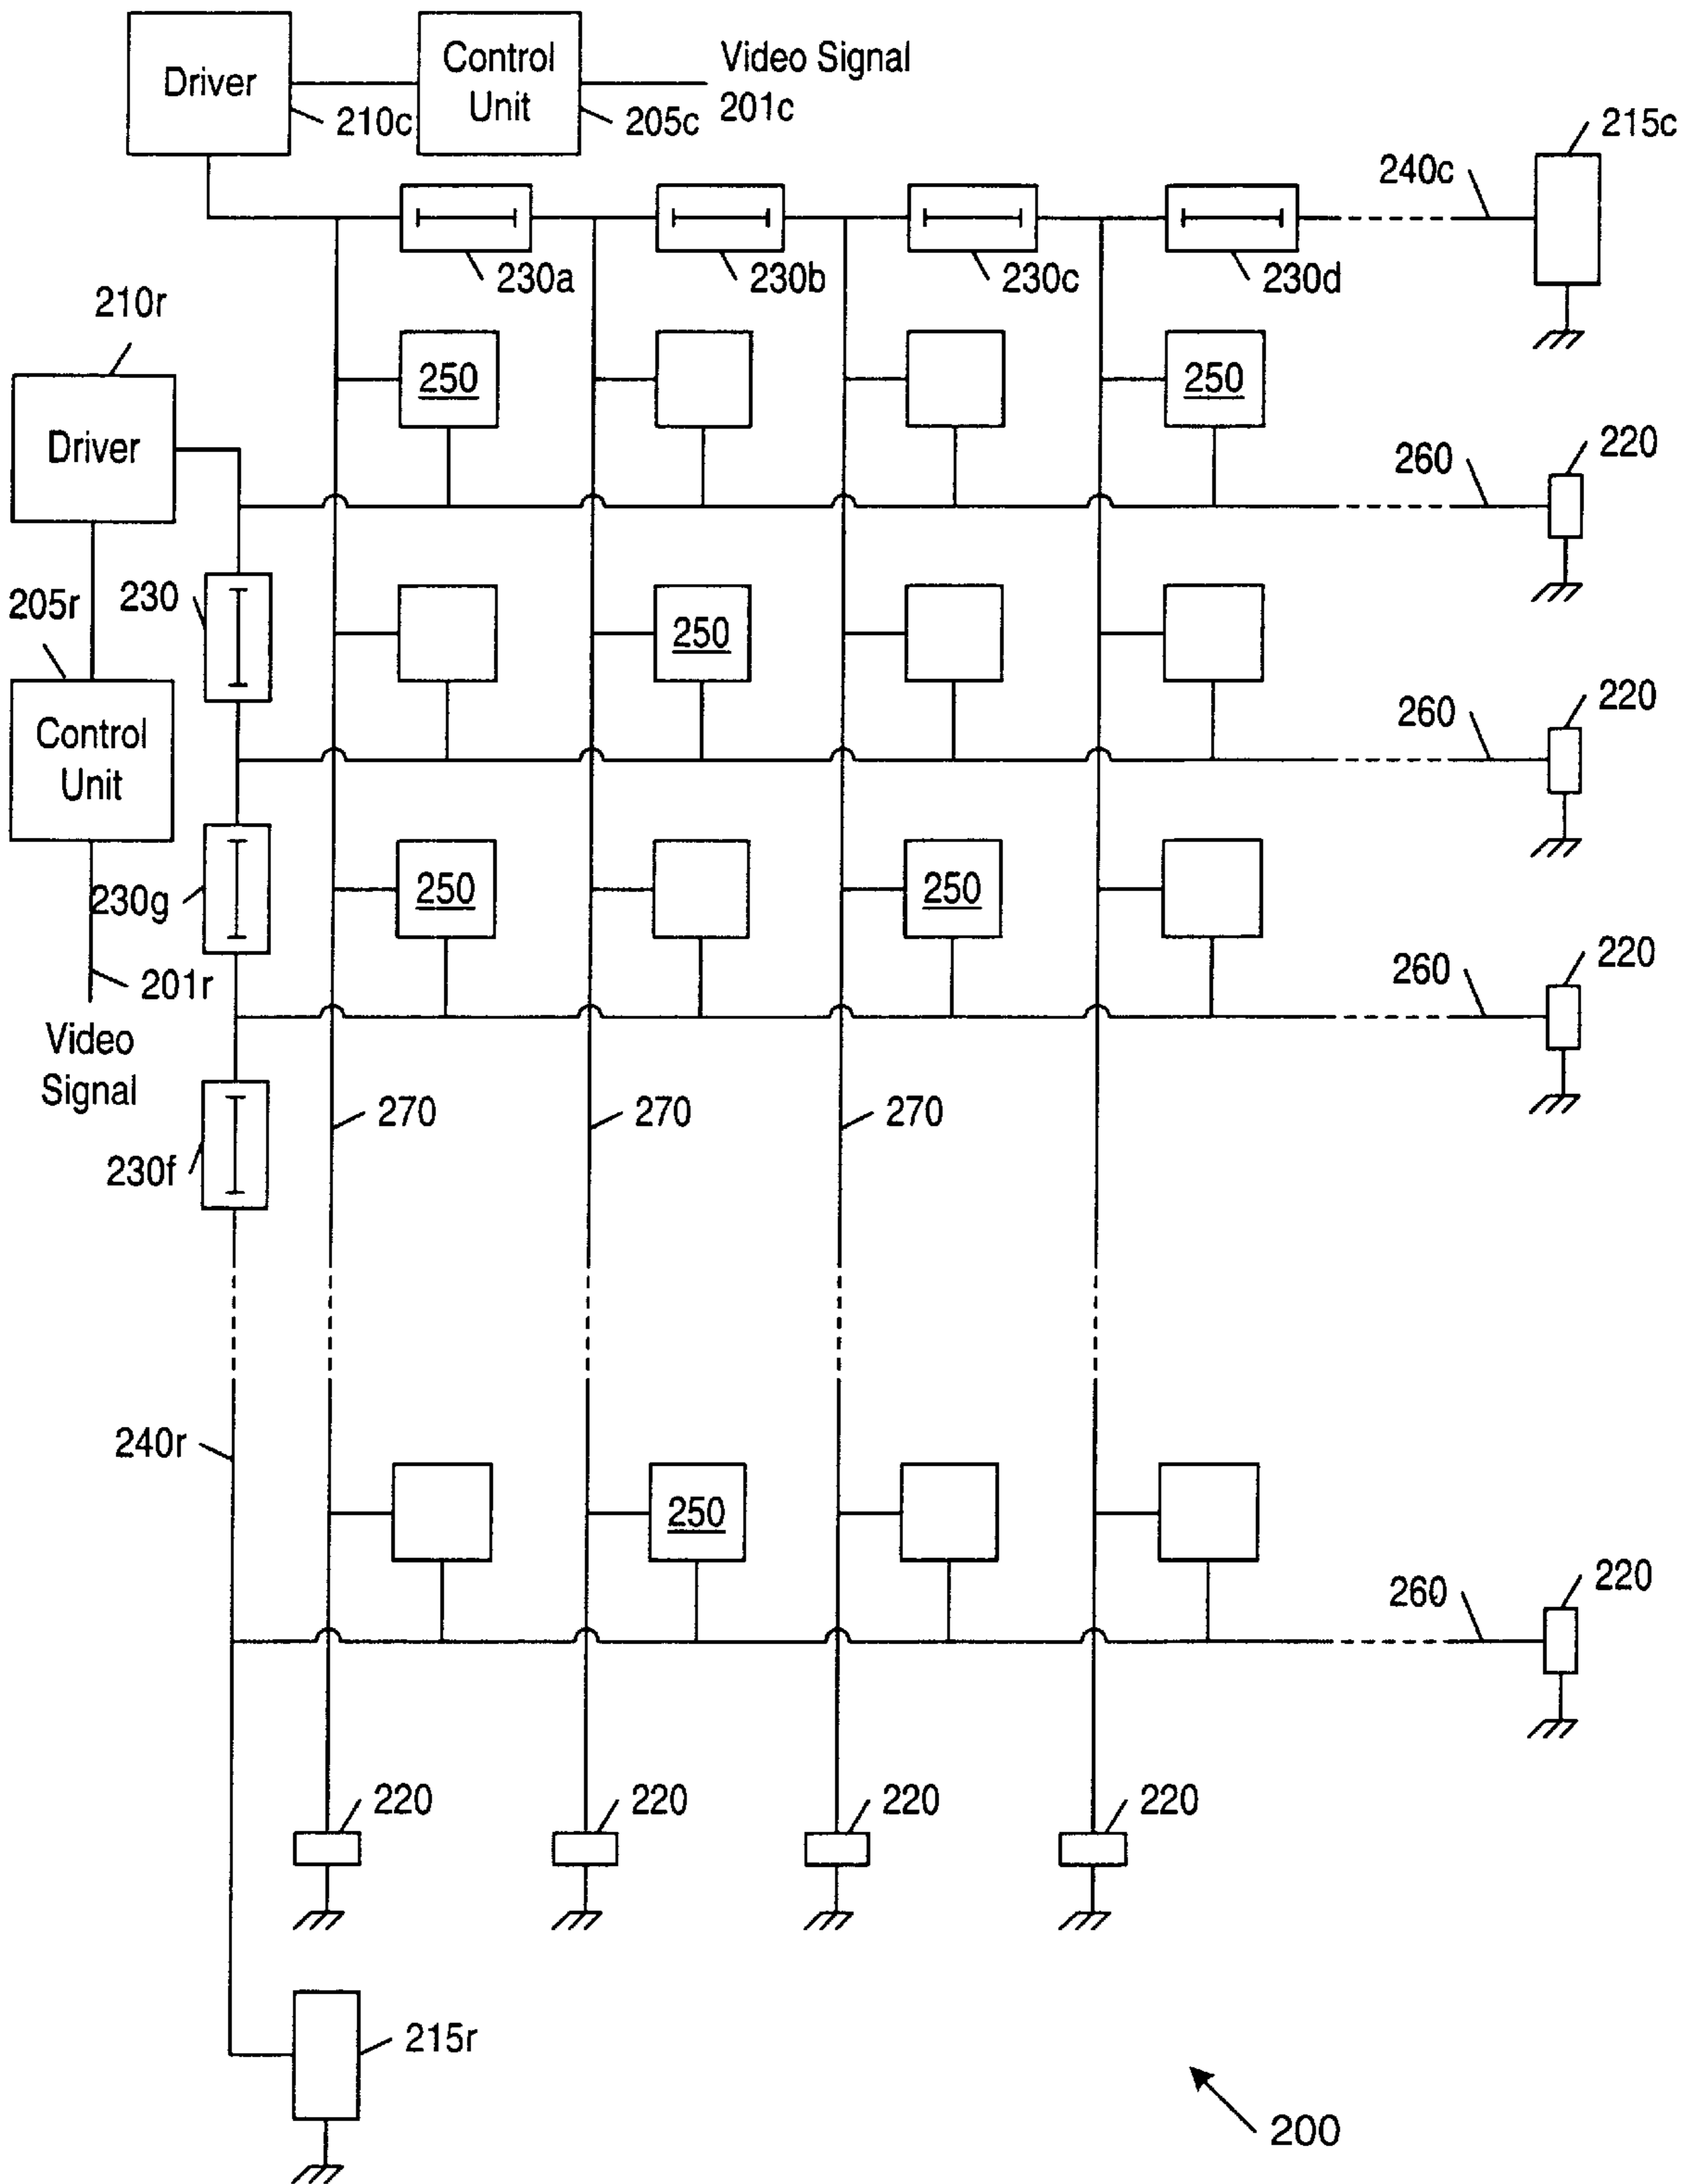 Driver
Control
Unit
Video Signal
201c
210c
205c
215c
240c
230a
230b
230c
230d
210r
250
250
Driver
260
220
205r
230
250
Control
Unit
260
220
230g
250
250
201r
260
220
Video
Signal
270
270
270
230f
240r
250
260
220
220
220
220
220
215r
200